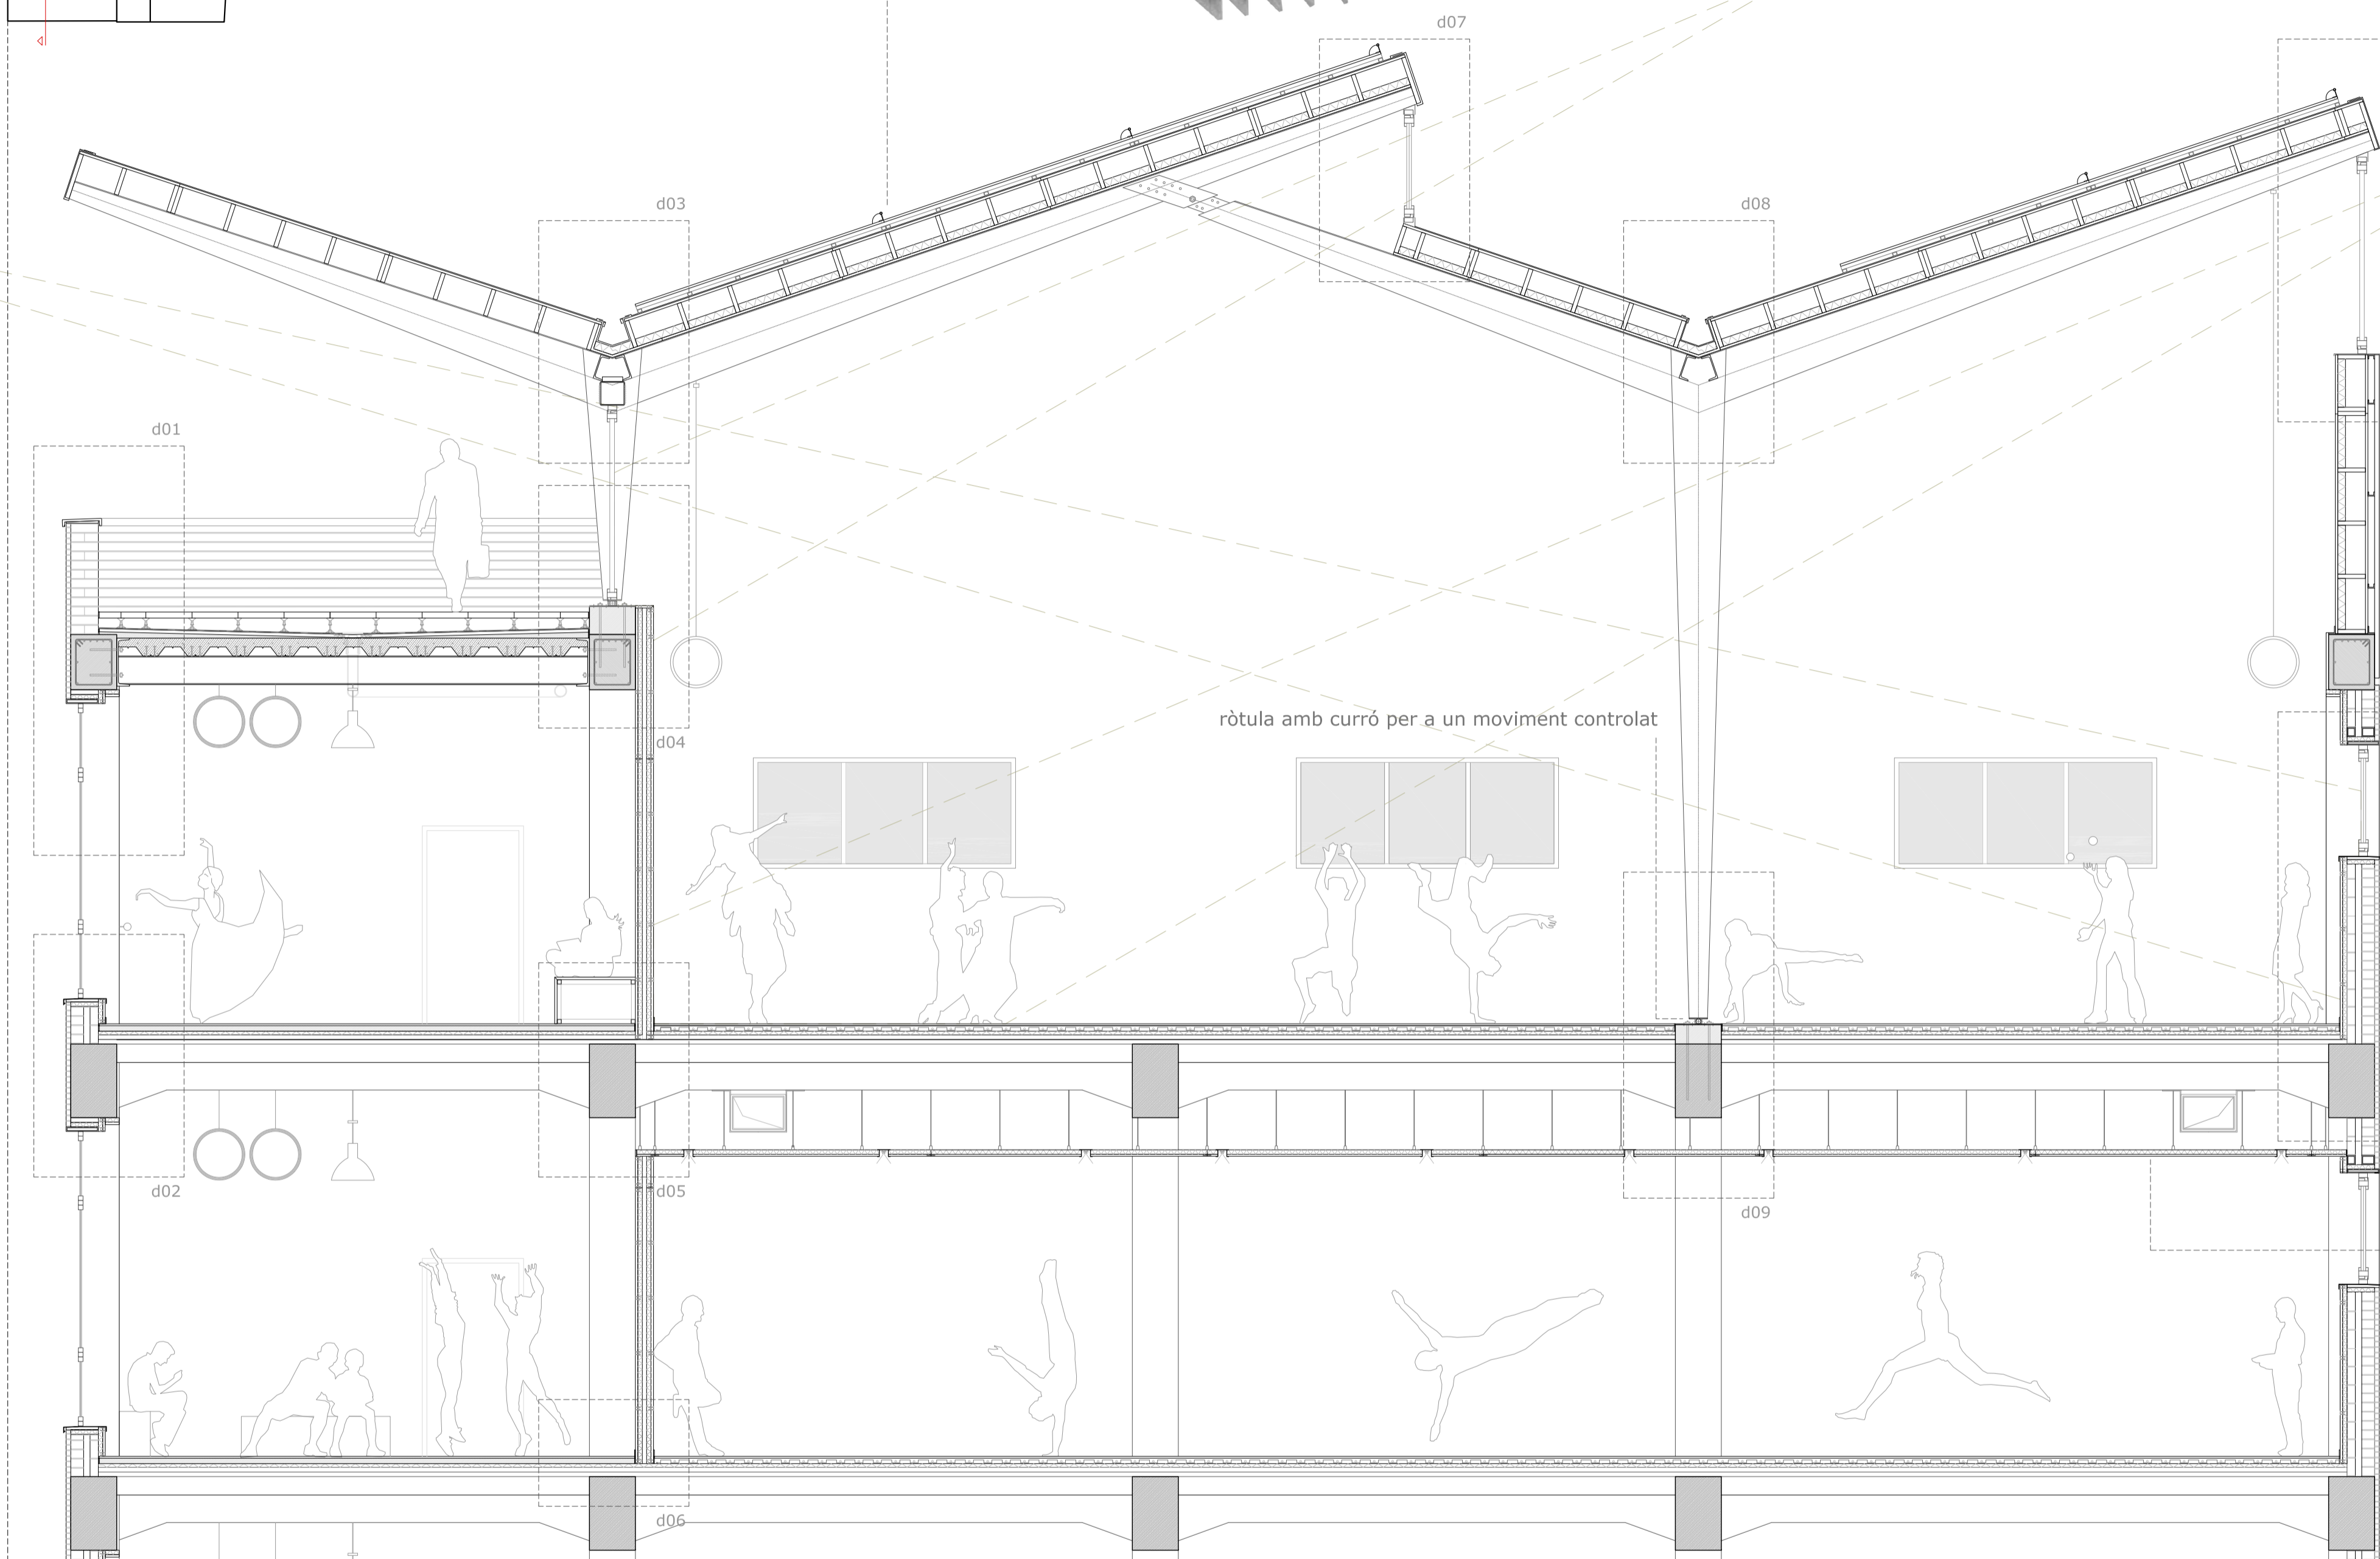 d07
d03
d08
d01
ròtula amb curró per a un moviment controlat
d04
d02
d05
d09
d06